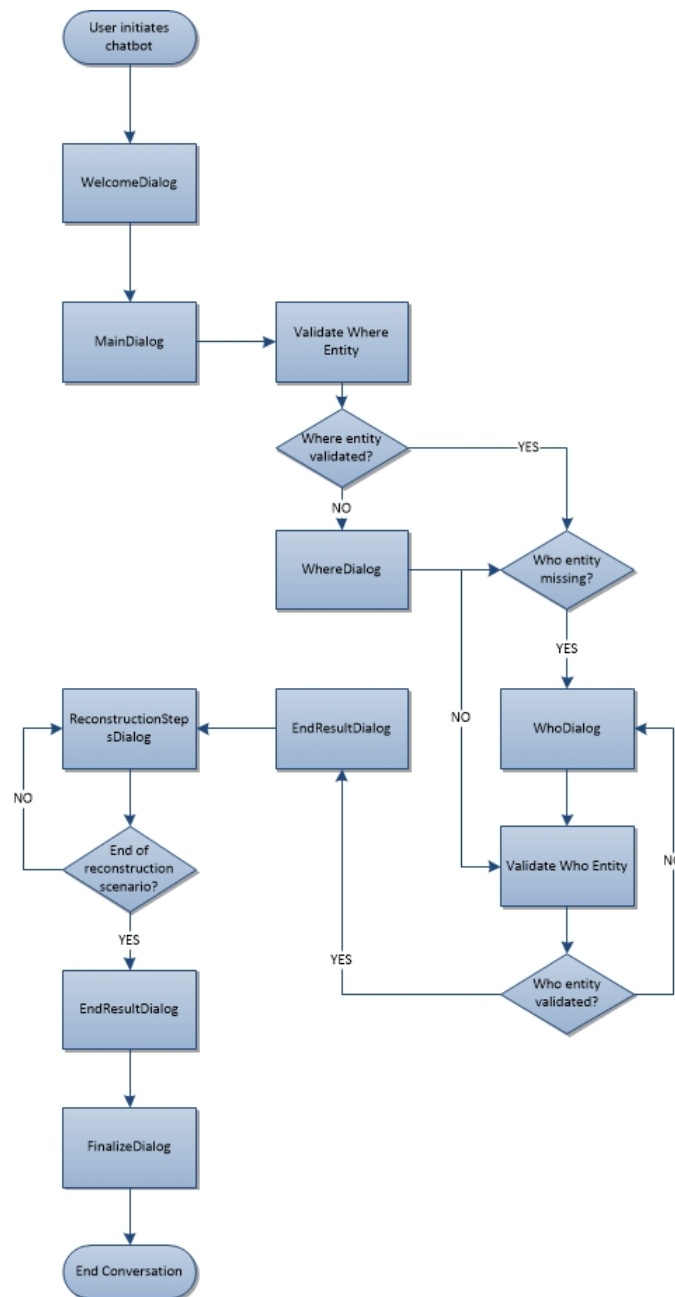 User initiates
chatbot
WelcomeDialog
MainDialog
Validate Where
Entity
Where entity
validated?
YES
NO
WhereDialog
Who entity
missing?
YES
ReconstructionStep
sDialog
EndResultDialog
NO
WhoDialog
NO
End of
reconstruction
scenario?
Validate Who Entity
NO
YES
YES
EndResultDialog
Who entity
validated?
FinalizeDialog
End Conversation